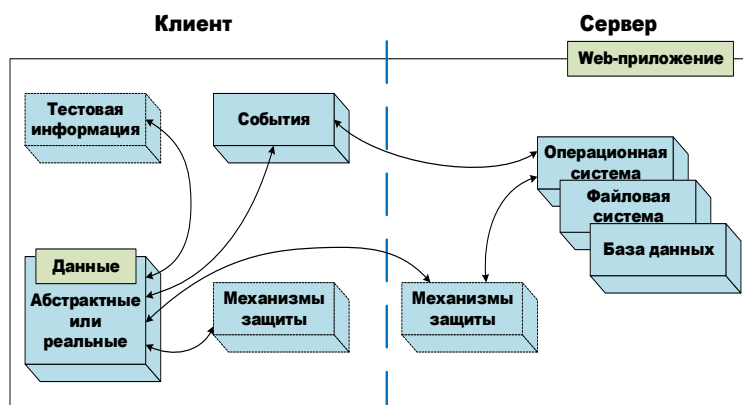 Клиент
Сервер
Web-приложение
Тестовая
информация
События
Операционная
система
Файловая
система
База данных
Данные
Абстрактные
или
реальные
Механизмы
защиты
Механизмы
защиты